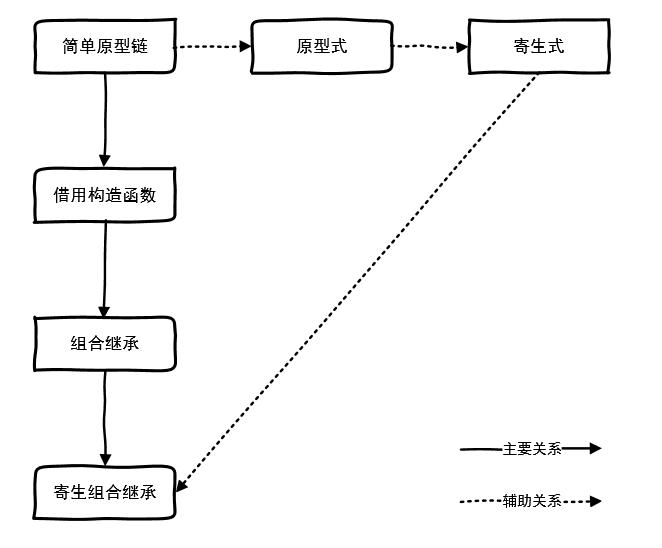 简单原型链
原型式
寄生式
借用构造函数
组合继承
寄生组合继承
主要关系
辅助关系